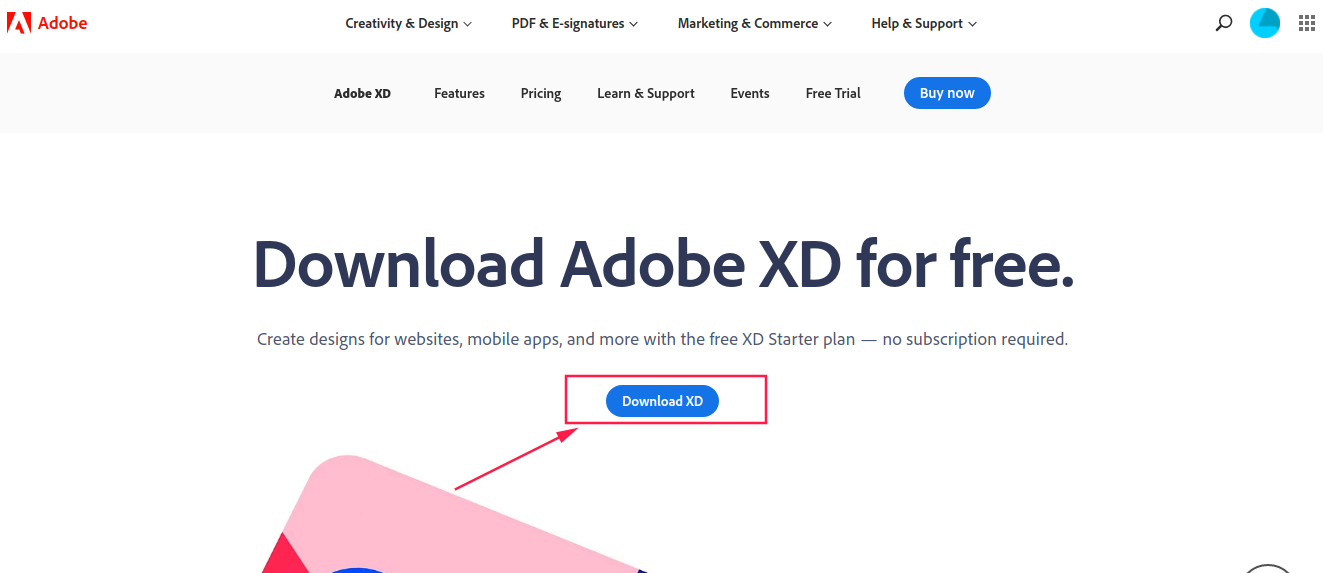 Adobe
Creativity & Design
PDF & E-signatures
Marketing & Commerce
Help & Support
Adobe XD
Features
Pricing
Learn & Support
Events
Free Trial
Buy now
Download Adobe XD for free.
Create designs for websites, mobile apps, and more with the free XD Starter plan — no subscription required.
Download XD